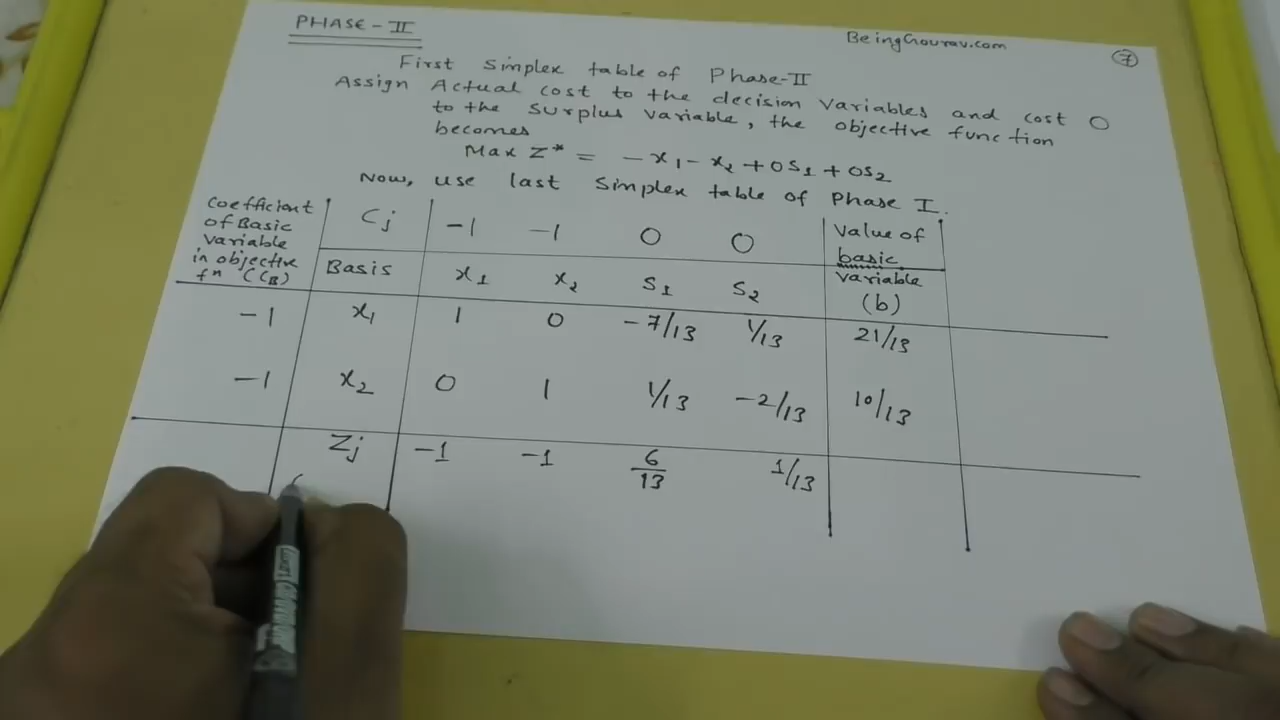 PHASE-II
BeingGourav.com
7
First Simplex table of Phase-II
Assign Actual cost to the decision variables and cost 0
to the surplus variable, the objective function
becomes
Max Z* = -x1 - x2 + 0S1 + 0S2
Now, use last Simplex table of Phase I.
Coefficient of Basic Variable in objective fn (CB) Cj -1 -1 0 0 Value of basic variable (b)
Basis x1 x2 S1 S2
-1 x1 1 0 -7/13 1/13 21/13
-1 x2 0 1 1/13 -2/13 10/13
Zj -1 -1 6/13 1/13